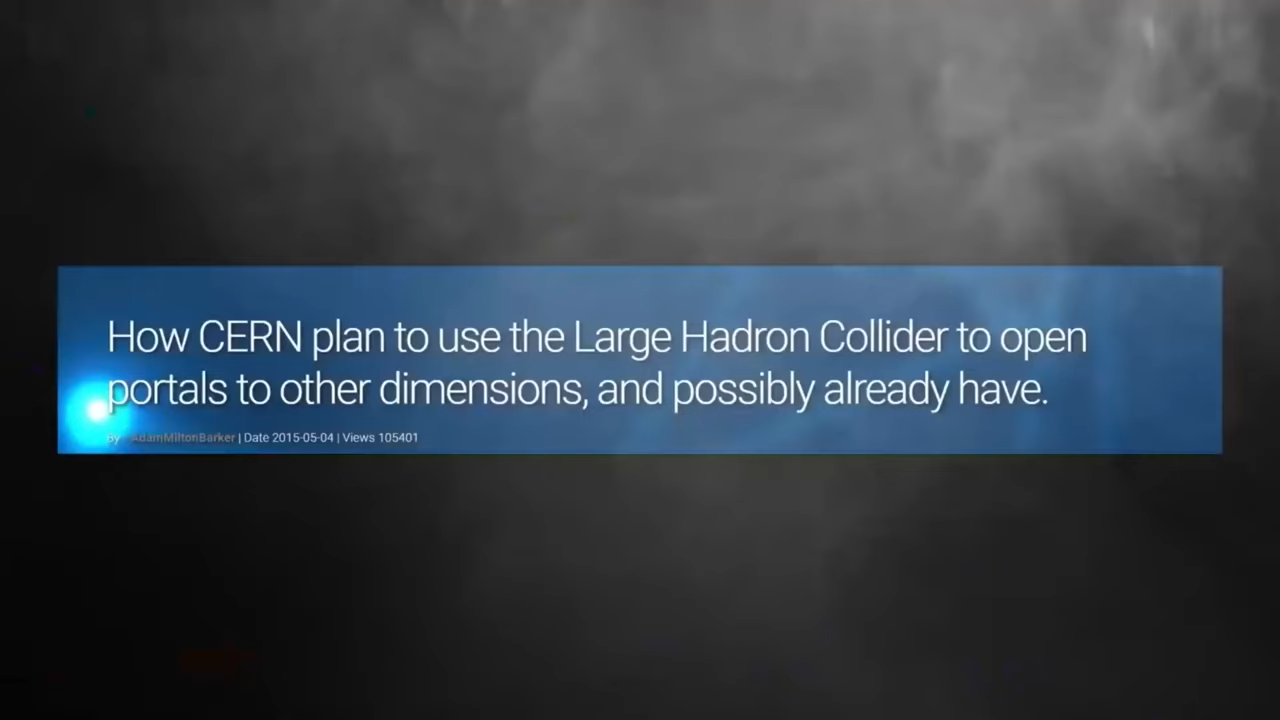 How CERN plan to use the Large Hadron Collider to open
portals to other dimensions, and possibly already have.
By AdamMiltonBarker | Date 2015-05-04 | Views 105401